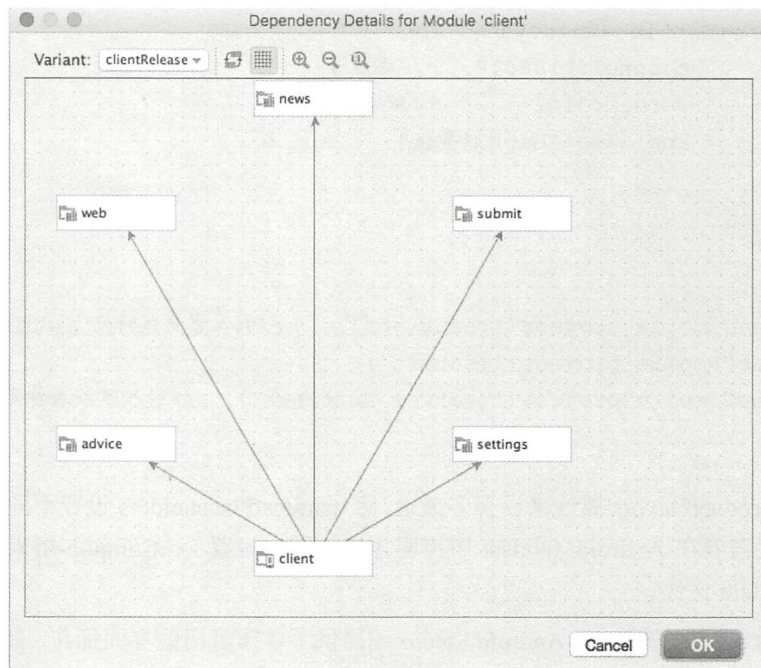 Dependency Details for Module 'client'
Variant: clientRelease
news
web
submit
advice
settings
client
Cancel
OK